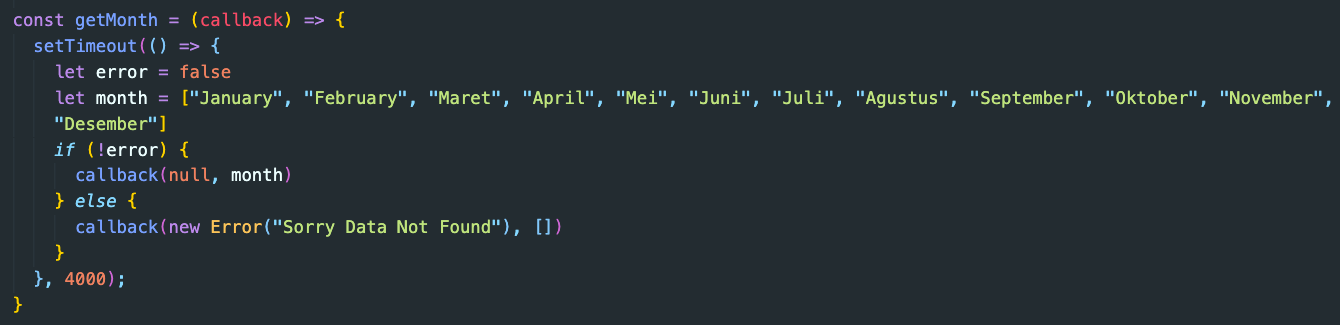 const getMonth = (callback) => {
  setTimeout(() => {
    let error = false
    let month = ["January", "February", "Maret", "April", "Mei", "Juni", "Juli", "Agustus", "September", "Oktober", "November",
    "Desember"]
    if (!error) {
      callback(null, month)
    } else {
      callback(new Error("Sorry Data Not Found"), [])
    }
  }, 4000);
}